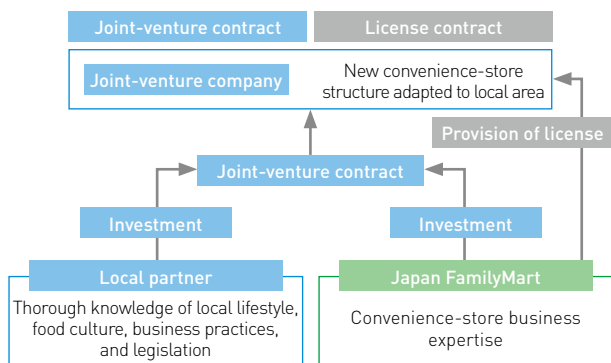 Joint-venture contract
License contract
Joint-venture company
New convenience-store
structure adapted to local area
Provision of license
Joint-venture contract
Investment
Investment
Local partner
Japan FamilyMart
Thorough knowledge of local lifestyle,
food culture, business practices,
and legislation
Convenience-store business
expertise